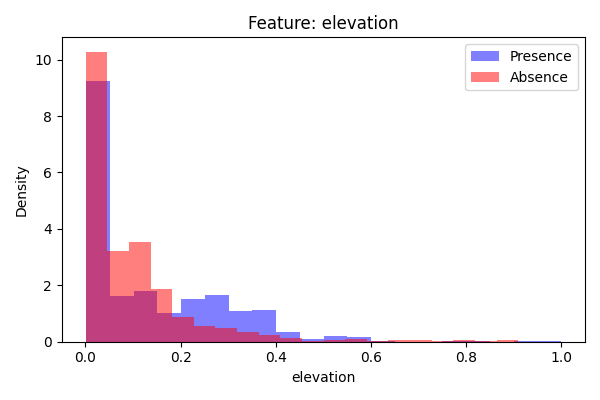 Feature: elevation
Presence
Absence
Density
10
8
6
4
2
0
0.0 0.2 0.4 0.6 0.8 1.0
elevation